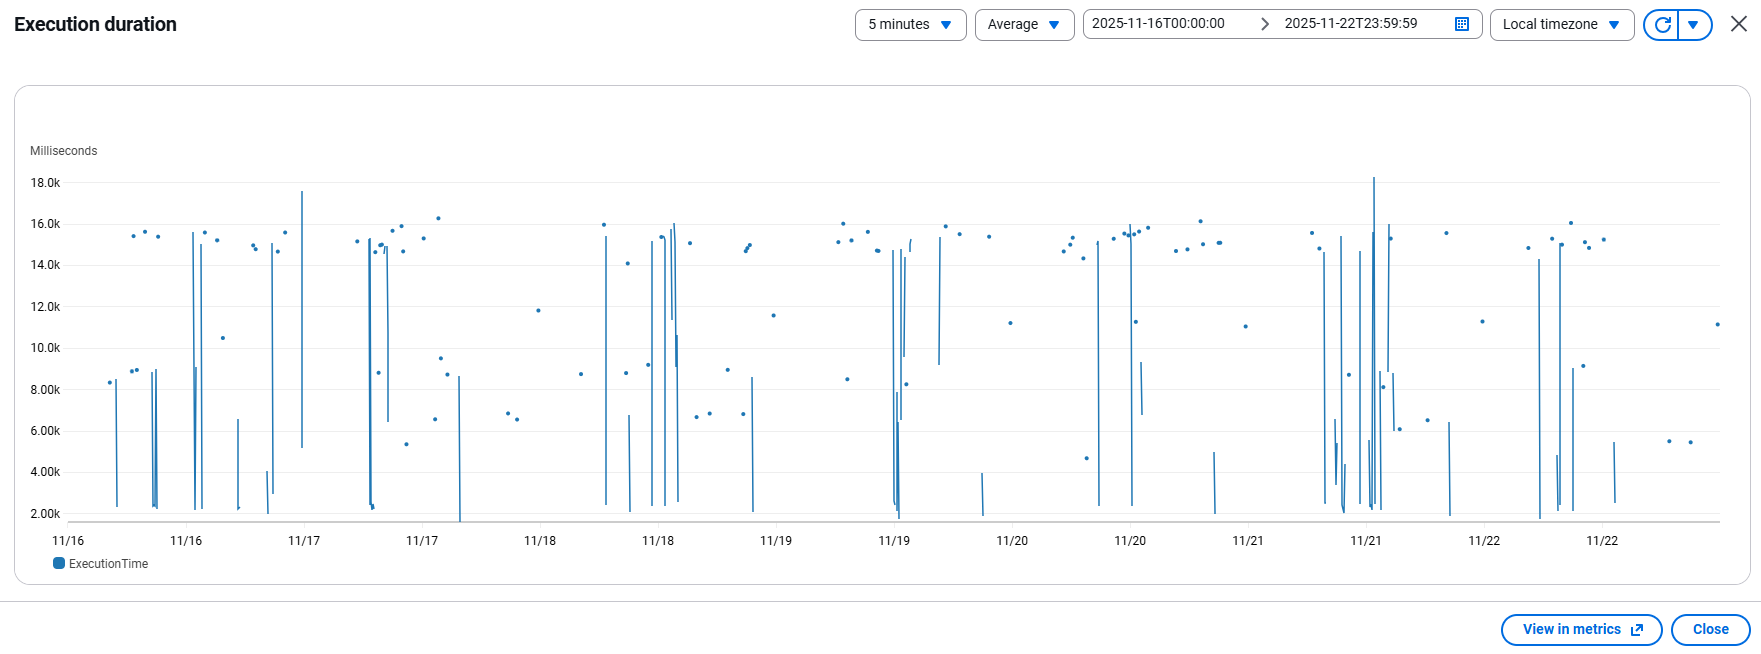 Execution duration
5 minutes
Average
2025-11-16T00:00:00
2025-11-22T23:59:59
Local timezone
Milliseconds
18.0k
16.0k
14.0k
12.0k
10.0k
8.00k
6.00k
4.00k
2.00k
11/16 11/16 11/17 11/17 11/18 11/18 11/19 11/19 11/20 11/20 11/21 11/21 11/22 11/22
ExecutionTime
View in metrics
Close